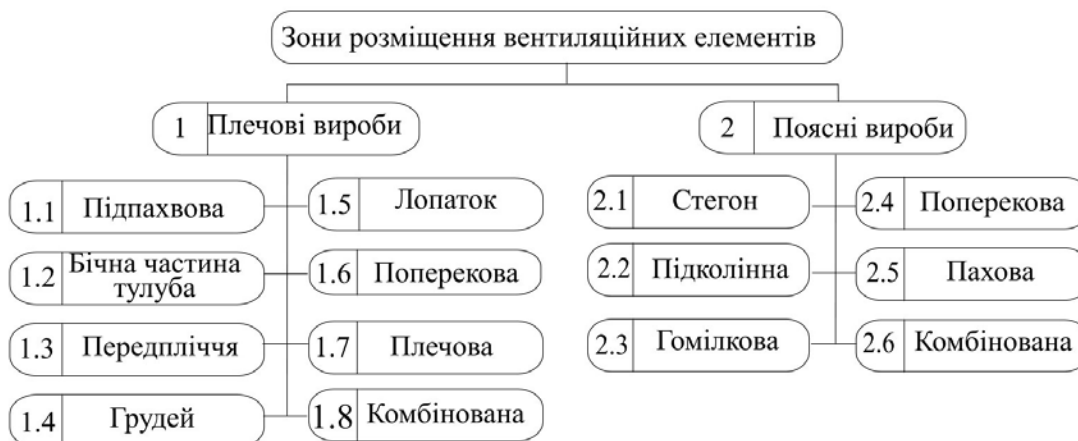 Зони розміщення вентиляційних елементів
1 Плечові вироби
2 Поясні вироби
1.1 Підпахвова
1.2 Бічна частина
тулуба
1.3 Передпліччя
1.4 Грудей
1.5 Лопаток
1.6 Поперекова
1.7 Плечова
1.8 Комбінована
2.1 Стегон
2.2 Підколінна
2.3 Гомілкова
2.4 Поперекова
2.5 Пахова
2.6 Комбінована